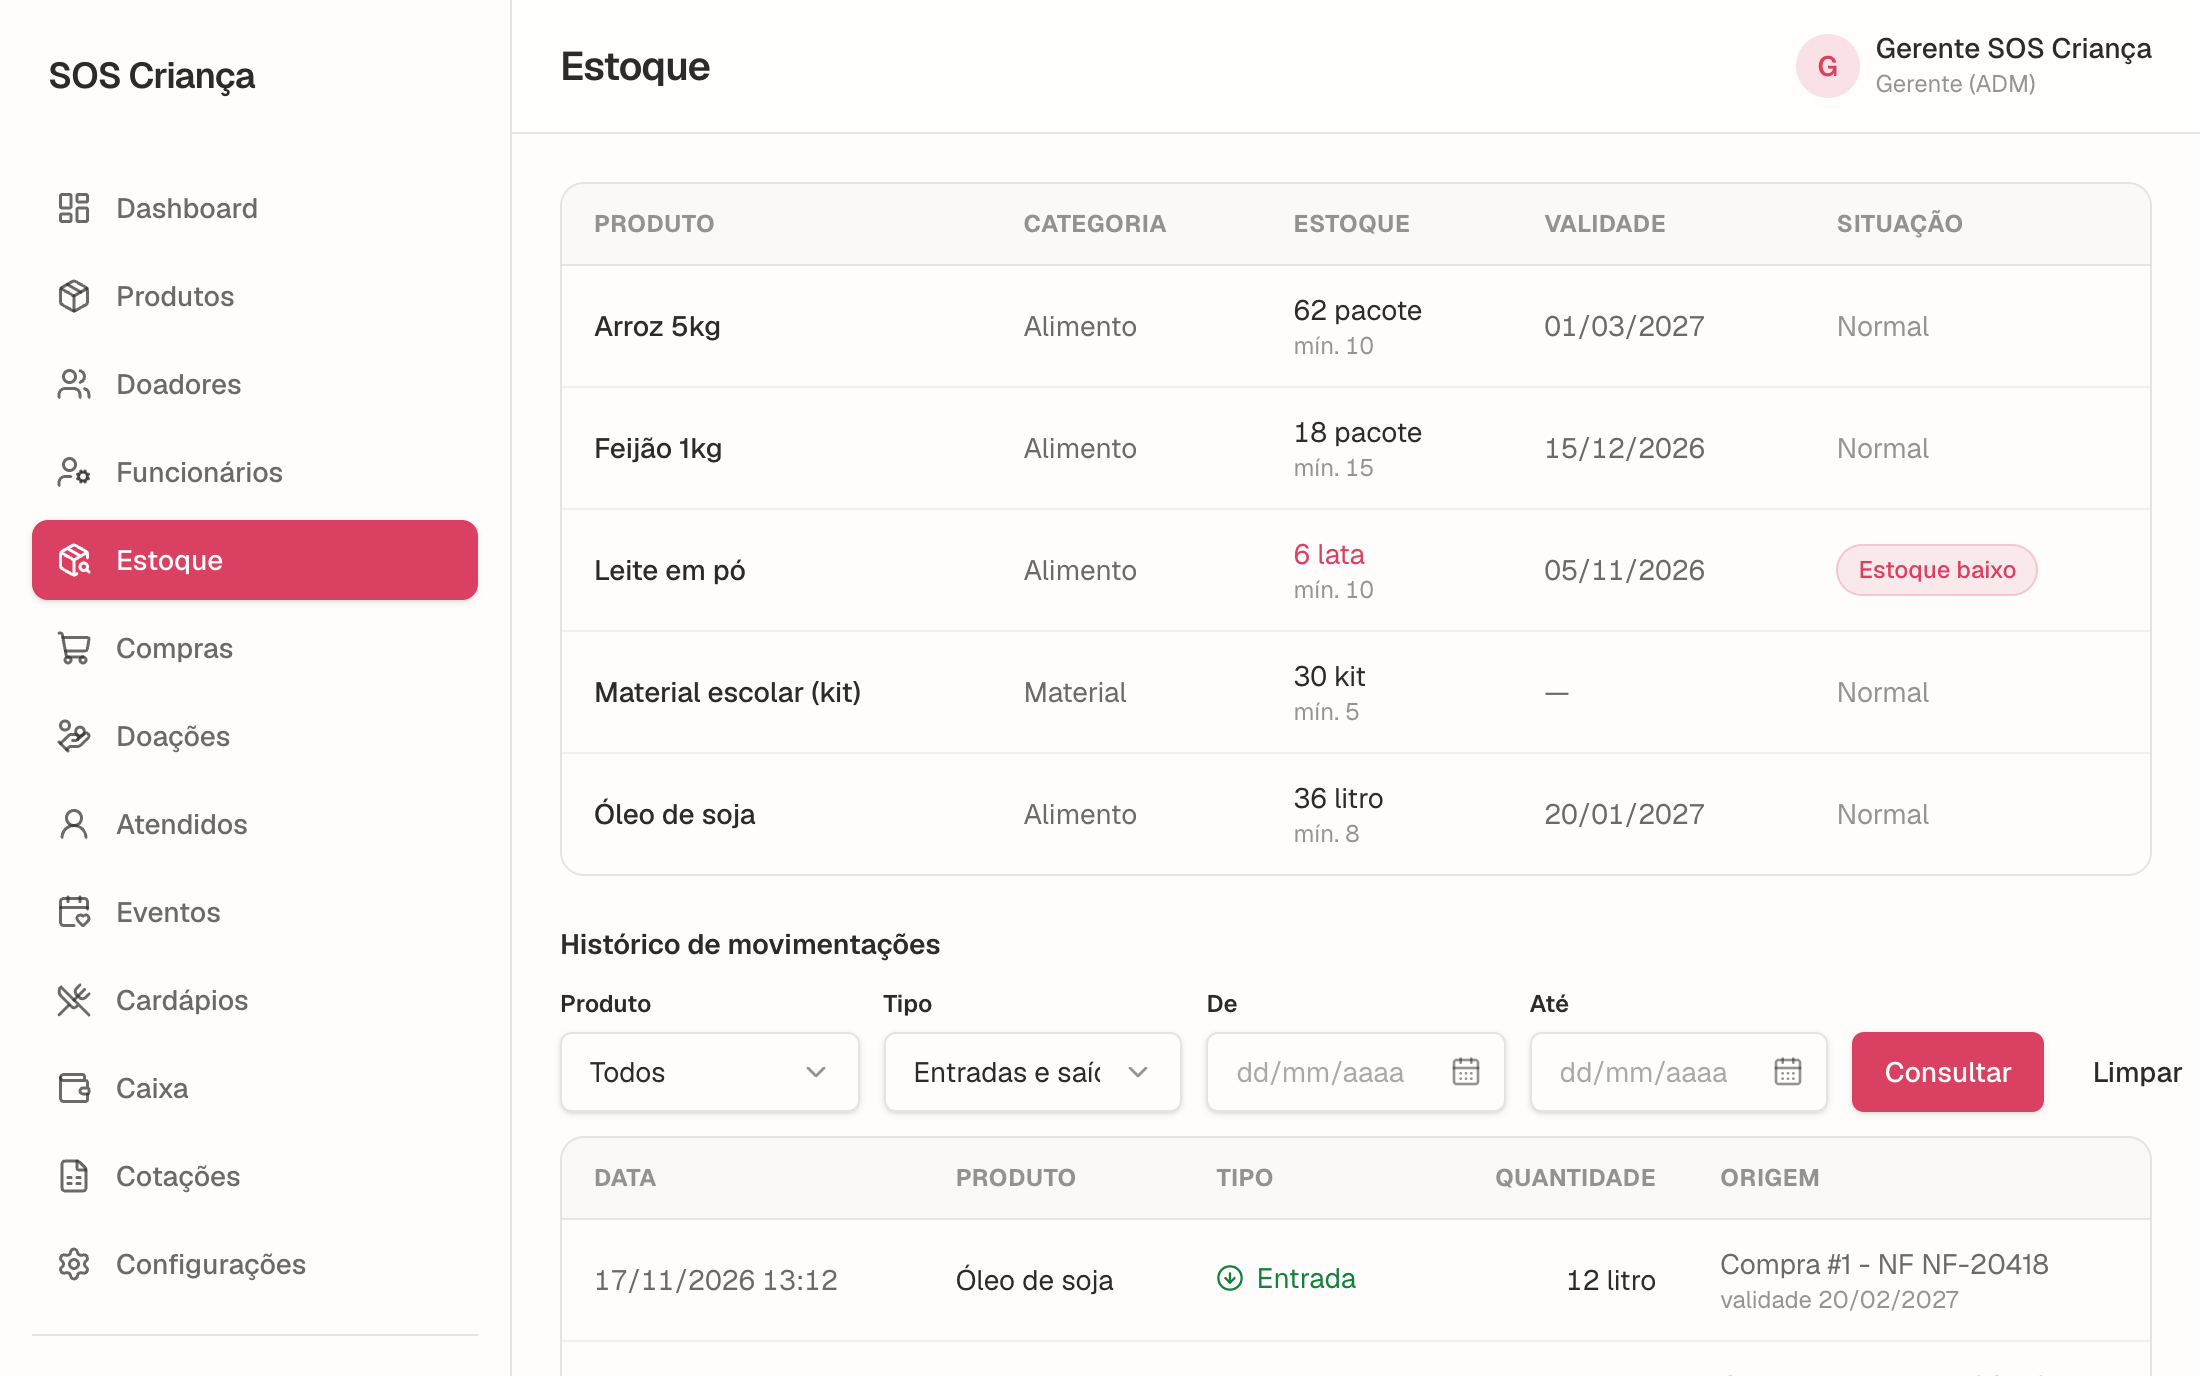 SOS Criança
Dashboard
Produtos
Doadores
Funcionários
Estoque
Compras
Doações
Atendidos
Eventos
Cardápios
Caixa
Cotações
Configurações
Estoque
G
Gerente SOS Criança
Gerente (ADM)
PRODUTO CATEGORIA ESTOQUE VALIDADE SITUAÇÃO
Arroz 5kg Alimento 62 pacote 01/03/2027 Normal
mín. 10
Feijão 1kg Alimento 18 pacote 15/12/2026 Normal
mín. 15
Leite em pó Alimento 6 lata 05/11/2026 Estoque baixo
mín. 10
Material escolar (kit) Material 30 kit — Normal
mín. 5
Óleo de soja Alimento 36 litro 20/01/2027 Normal
mín. 8
Histórico de movimentações
Produto Tipo De Até
Todos Entradas e saíd dd/mm/aaaa dd/mm/aaaa Consultar Limpar
DATA PRODUTO TIPO QUANTIDADE ORIGEM
17/11/2026 13:12 Óleo de soja Entrada 12 litro Compra #1 - NF NF-20418
validade 20/02/2027